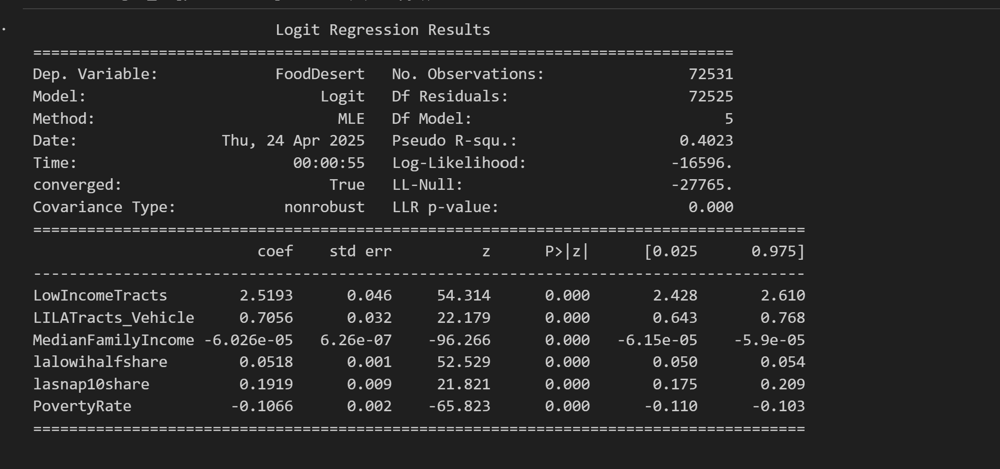 Logit Regression Results
==============================================================================
Dep. Variable: FoodDesert No. Observations: 72531
Model: Logit Df Residuals: 72525
Method: MLE Df Model: 5
Date: Thu, 24 Apr 2025 Pseudo R-squ.: 0.4023
Time: 00:00:55 Log-Likelihood: -16596.
converged: True LL-Null: -27765.
Covariance Type: nonrobust LLR p-value: 0.000
======================================================================================
coef std err z P>|z| [0.025 0.975]
--------------------------------------------------------------------------------------
LowIncomeTracts 2.5193 0.046 54.314 0.000 2.428 2.610
LILATracts_Vehicle 0.7056 0.032 22.179 0.000 0.643 0.768
MedianFamilyIncome -6.026e-05 6.26e-07 -96.266 0.000 -6.15e-05 -5.9e-05
lalowihalfshare 0.0518 0.001 52.529 0.000 0.050 0.054
lasnap10share 0.1919 0.009 21.821 0.000 0.175 0.209
PovertyRate -0.1066 0.002 -65.823 0.000 -0.110 -0.103
======================================================================================